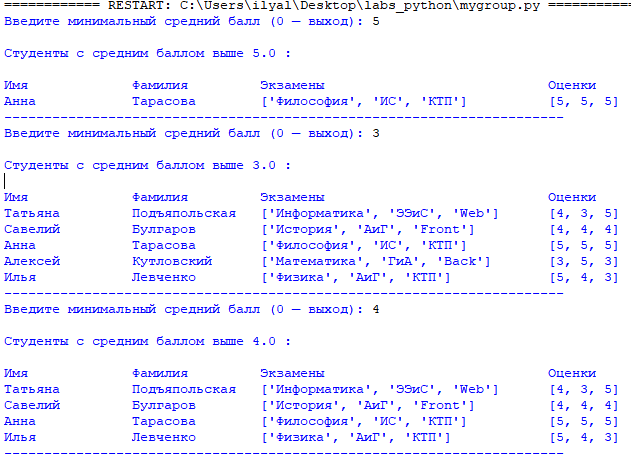 ============ RESTART: C:\Users\ilyal\Desktop\labs_python\mygroup.py ===========
Введите минимальный средний балл (0 — выход): 5
Студенты с средним баллом выше 5.0 :
Имя Фамилия Экзамены Оценки
Анна Тарасова ['Философия', 'ИС', 'КТП'] [5, 5, 5]
----------------------------------------------------------------------
Введите минимальный средний балл (0 — выход): 3
Студенты с средним баллом выше 3.0 :
Имя Фамилия Экзамены Оценки
Татьяна Подъяпольская ['Информатика', 'ЭЭиС', 'Web'] [4, 3, 5]
Савелий Вулгаров ['История', 'АиГ', 'Front'] [4, 4, 4]
Анна Тарасова ['Философия', 'ИС', 'КТП'] [5, 5, 5]
Алексей Кутловский ['Математика', 'ГиА', 'Back'] [3, 5, 3]
Илья Левченко ['Физика', 'АиГ', 'КТП'] [5, 4, 3]
----------------------------------------------------------------------
Введите минимальный средний балл (0 — выход): 4
Студенты с средним баллом выше 4.0 :
Имя Фамилия Экзамены Оценки
Татьяна Подъяпольская ['Информатика', 'ЭЭиС', 'Web'] [4, 3, 5]
Савелий Вулгаров ['История', 'АиГ', 'Front'] [4, 4, 4]
Анна Тарасова ['Философия', 'ИС', 'КТП'] [5, 5, 5]
Илья Левченко ['Физика', 'АиГ', 'КТП'] [5, 4, 3]
----------------------------------------------------------------------